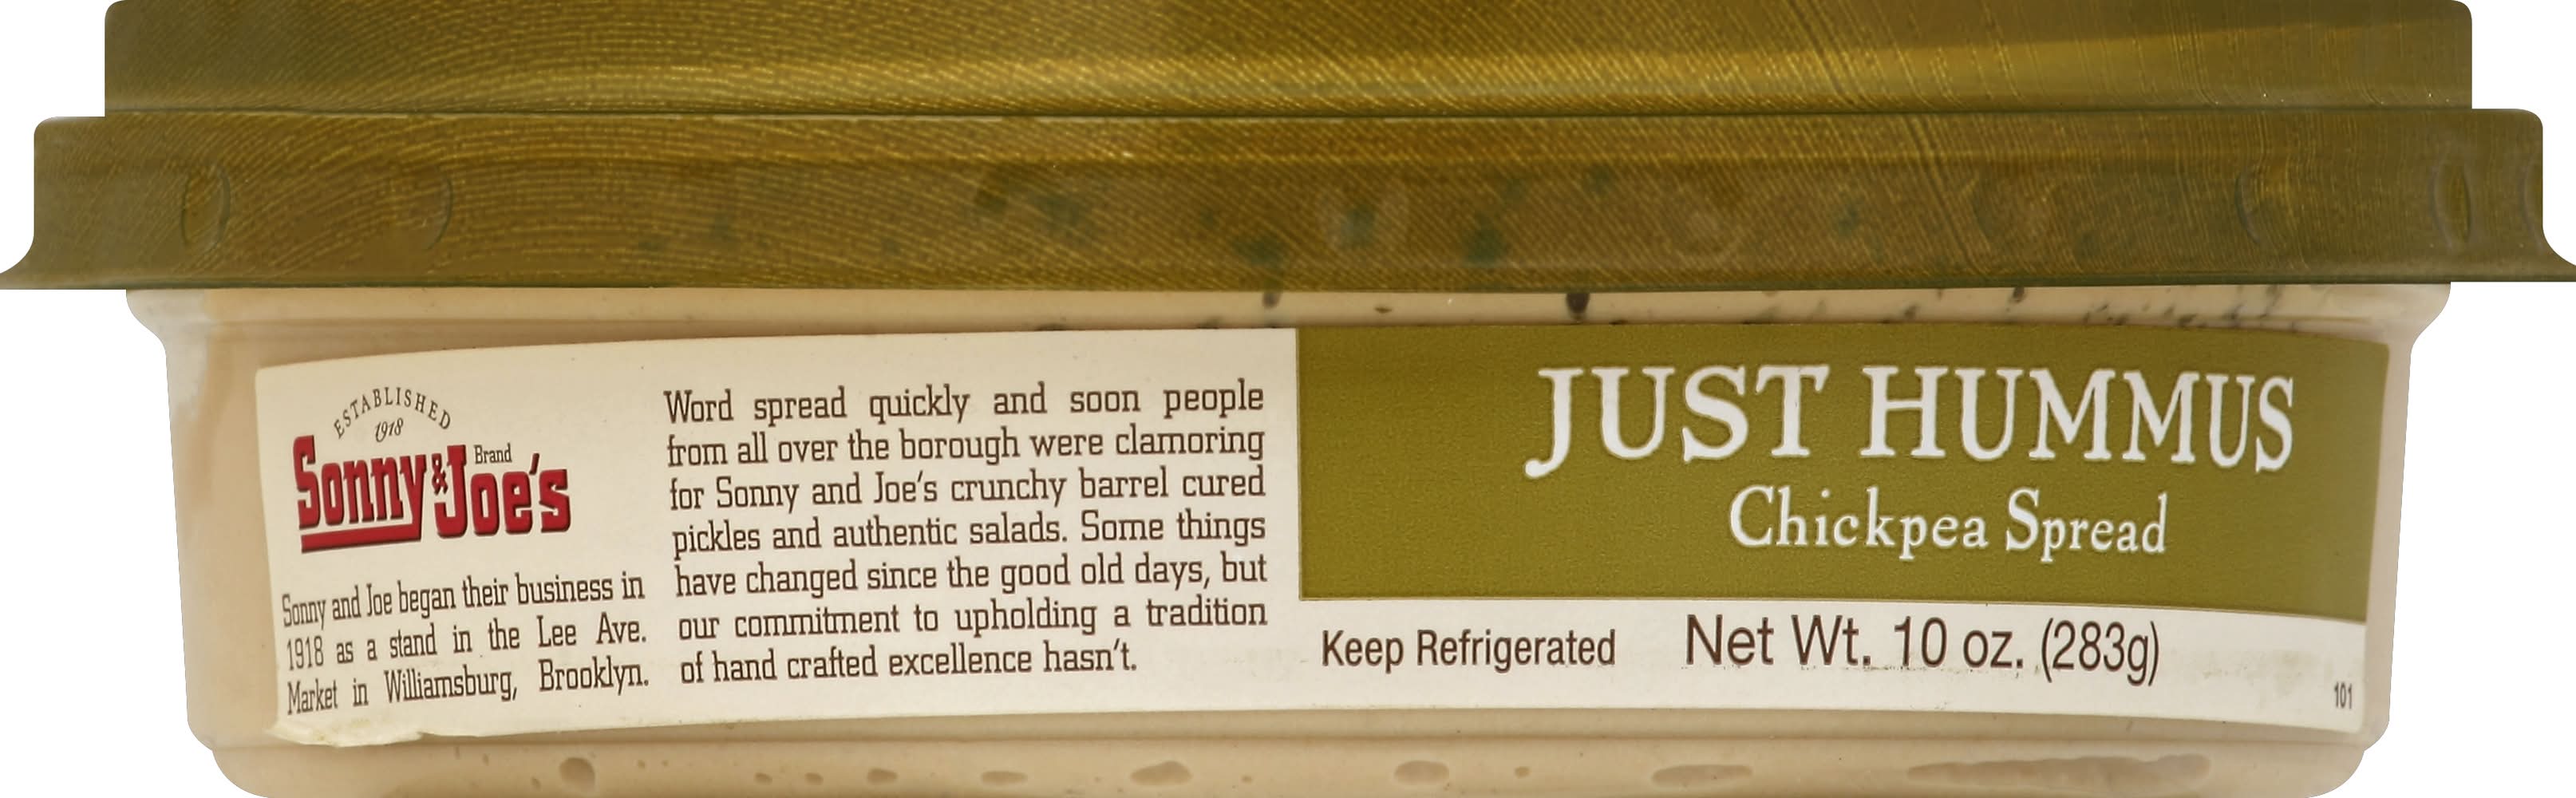 ESTABLISHED
1918
Sonny & Joe's
Brand
Sonny and Joe began their business in
1918 as a stand in the Lee Ave.
Market in Williamsburg, Brooklyn.
Word spread quickly and soon people
from all over the borough were clamoring
for Sonny and Joe's crunchy barrel cured
pickles and authentic salads. Some things
have changed since the good old days, but
our commitment to upholding a tradition
of hand crafted excellence hasn't.
JUST HUMMUS
Chickpea Spread
Keep Refrigerated Net Wt. 10 oz. (283g)
101